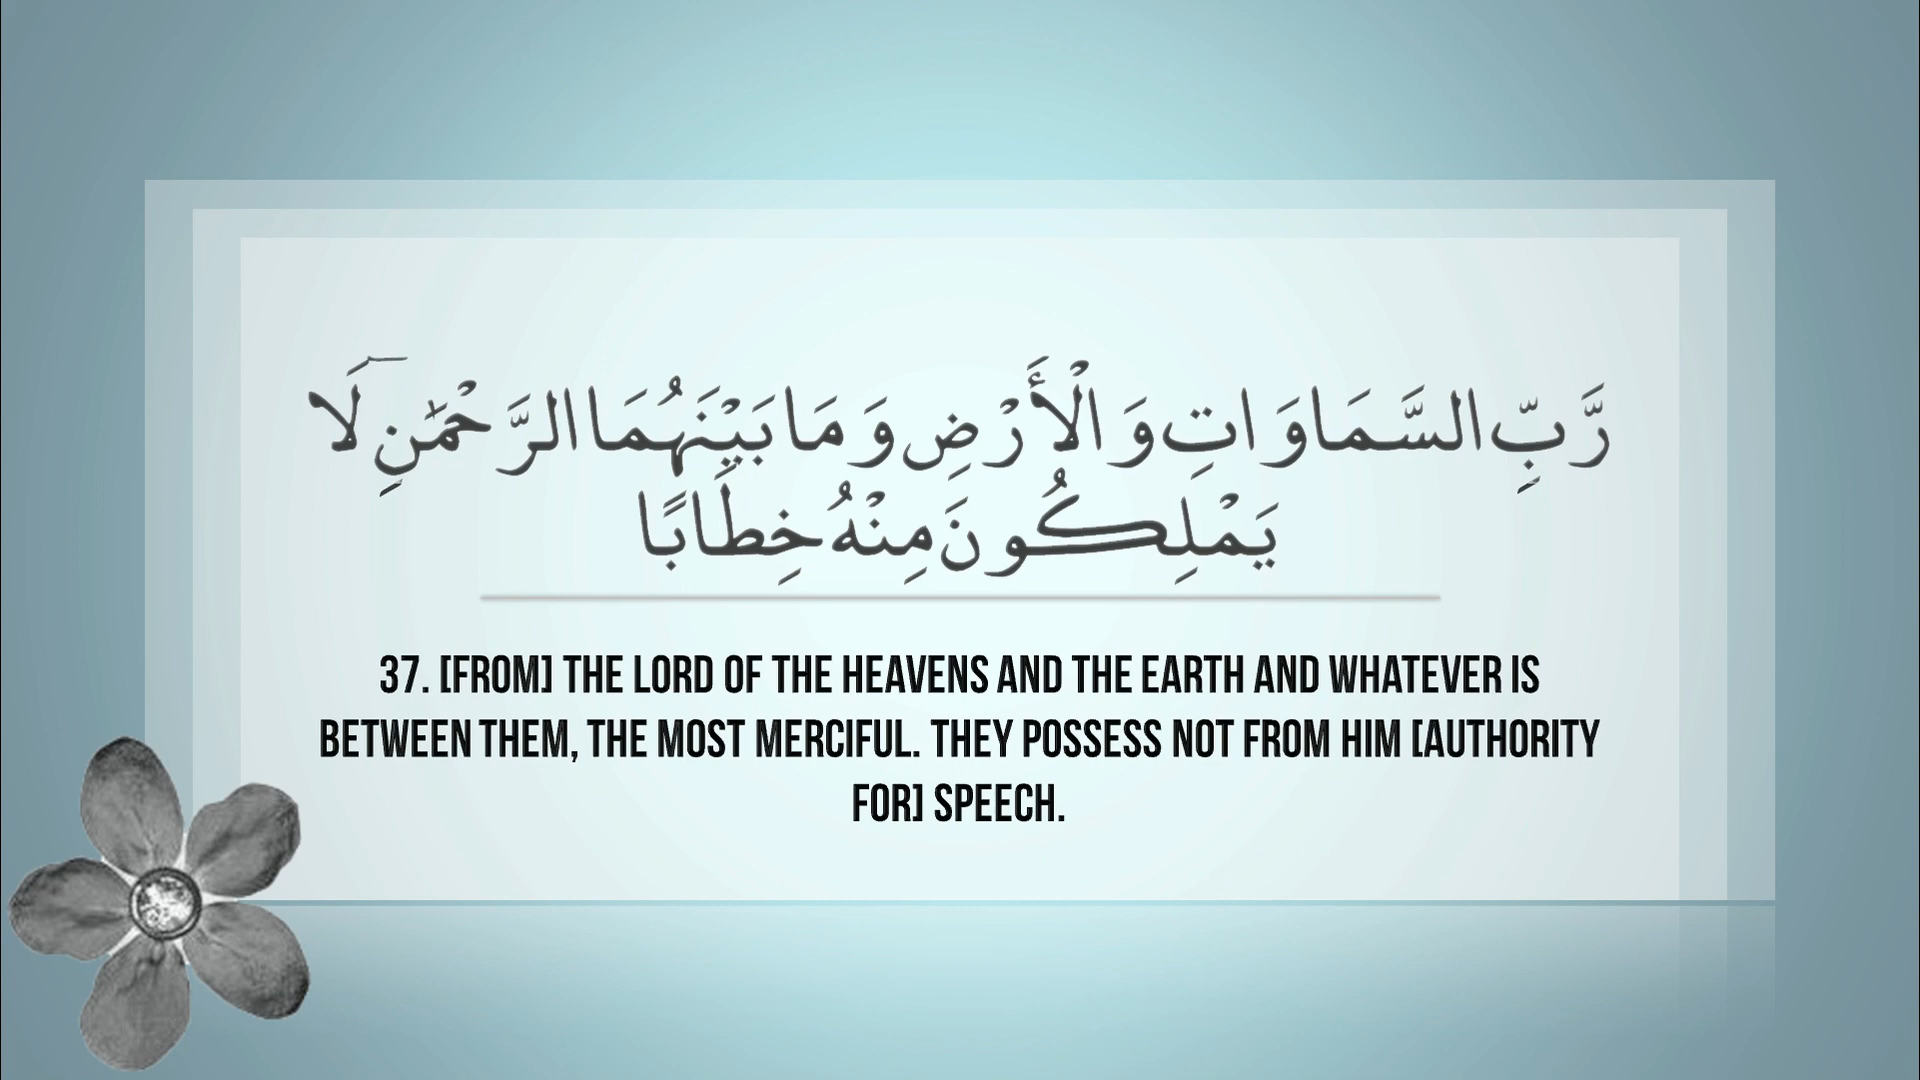 رَّبِّ السَّمَاوَاتِ وَالْأَرْضِ وَمَا بَيْنَهُمَا الرَّحْمَٰنِ ۖ لَا
يَمْلِكُونَ مِنْهُ خِطَابًا
37. [FROM] THE LORD OF THE HEAVENS AND THE EARTH AND WHATEVER IS
BETWEEN THEM, THE MOST MERCIFUL. THEY POSSESS NOT FROM HIM [AUTHORITY
FOR] SPEECH.